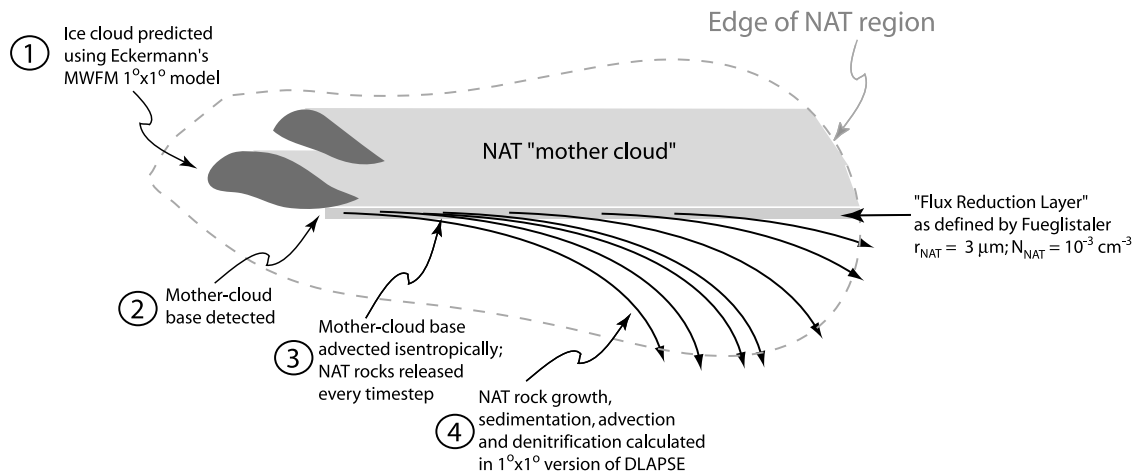 Edge of NAT region
1
Ice cloud predicted
using Eckermann's
MWFM 1°x1° model
NAT "mother cloud"
"Flux Reduction Layer"
as defined by Fueglistaler
rNAT = 3 μm; NNAT = 10-3 cm-3
2
Mother-cloud
base detected
3
Mother-cloud base
advected isentropically;
NAT rocks released
every timestep
4
NAT rock growth,
sedimentation, advection
and denitrification calculated
in 1°x1° version of DLAPSE